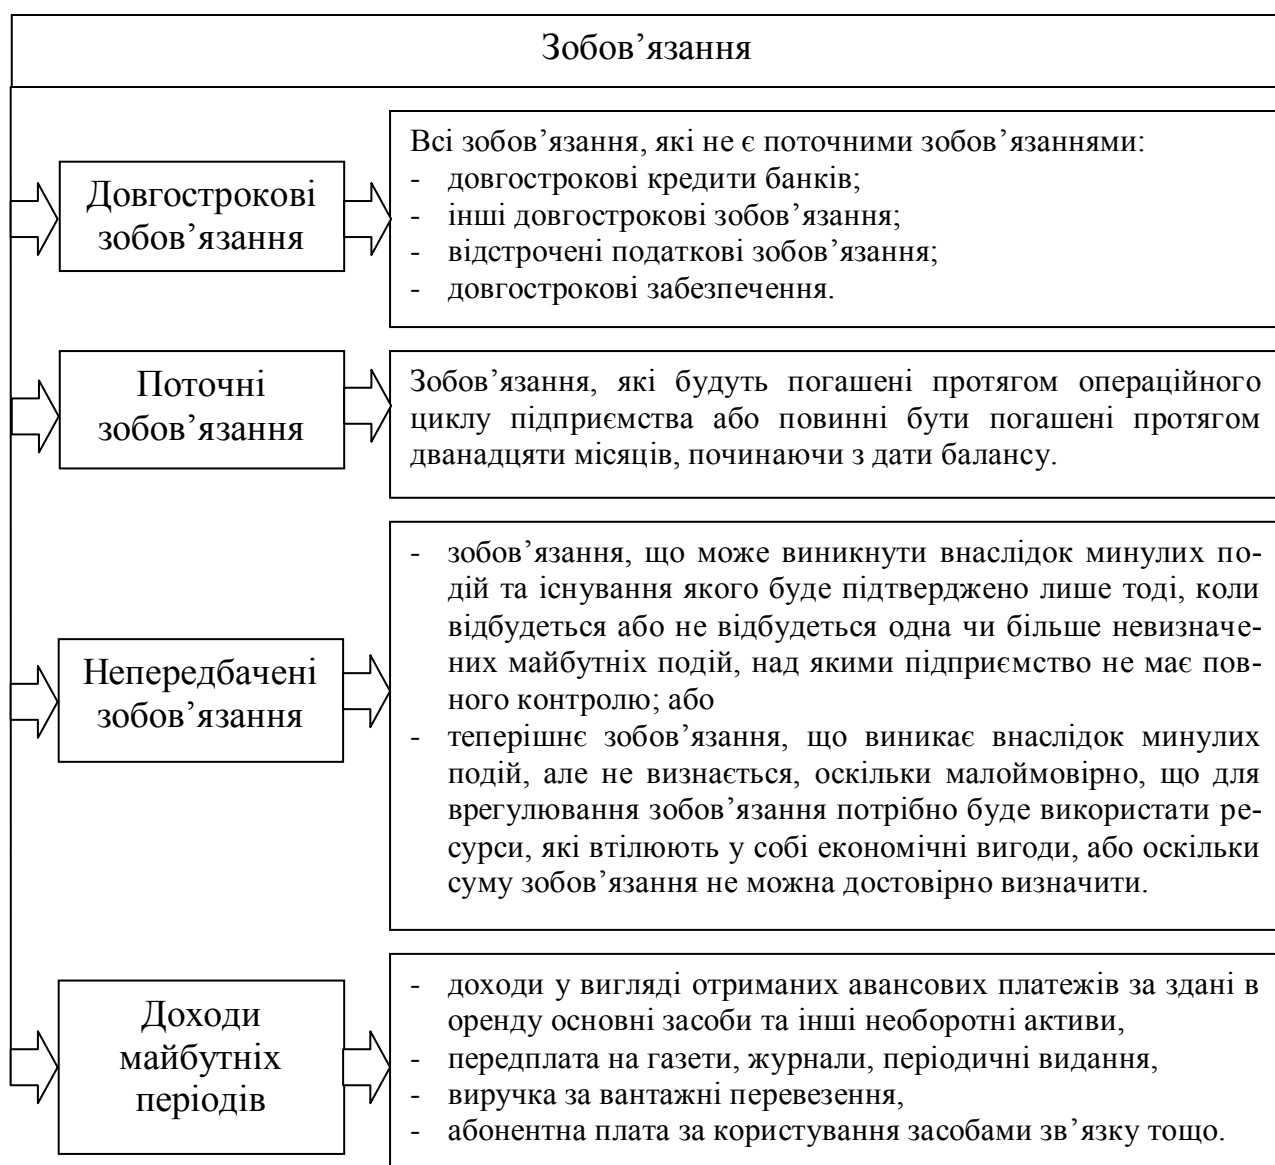 Зобов’язання
Довгострокові
зобов’язання
Всі зобов’язання, які не є поточними зобов’язаннями:
- довгострокові кредити банків;
- інші довгострокові зобов’язання;
- відстрочені податкові зобов’язання;
- довгострокові забезпечення.
Поточні
зобов’язання
Зобов’язання, які будуть погашені протягом операційного
циклу підприємства або повинні бути погашені протягом
дванадцяти місяців, починаючи з дати балансу.
Непередбачені
зобов’язання
- зобов’язання, що може виникнути внаслідок минулих по-
дій та існування якого буде підтверджено лише тоді, коли
відбудеться або не відбудеться одна чи більше невизначе-
них майбутніх подій, над якими підприємство не має пов-
ного контролю; або
- теперішнє зобов’язання, що виникає внаслідок минулих
подій, але не визнається, оскільки малоймовірно, що для
врегулювання зобов’язання потрібно буде використати ре-
сурси, які втілюють у собі економічні вигоди, або оскільки
суму зобов’язання не можна достовірно визначити.
Доходи
майбутніх
періодів
- доходи у вигляді отриманих авансових платежів за здані в
оренду основні засоби та інші необоротні активи,
- передплата на газети, журнали, періодичні видання,
- виручка за вантажні перевезення,
- абонентна плата за користування засобами зв’язку тощо.